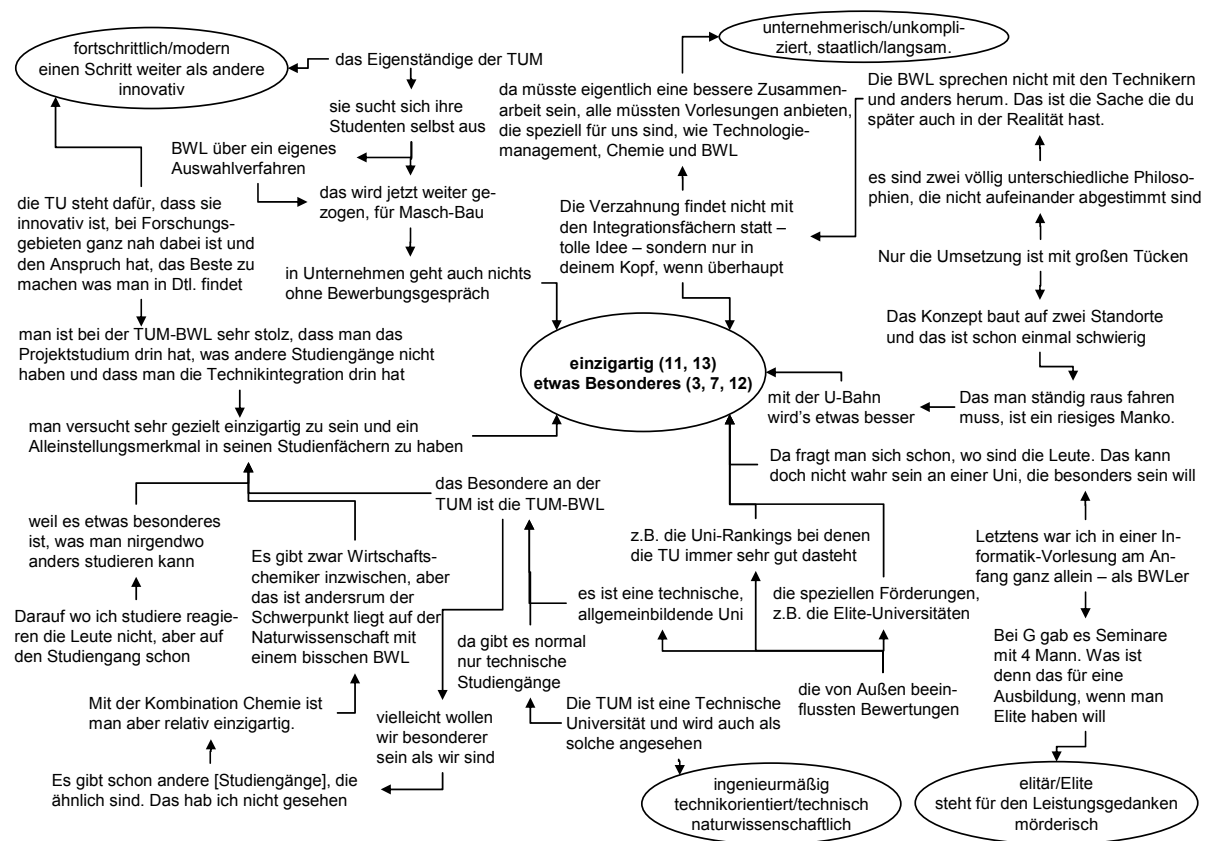 fortschrittlich/modern
einen Schritt weiter als andere
innovativ
das Eigenständige der TUM
sie sucht sich ihre
Studenten selbst aus
BWL über ein eigenes
Auswahlverfahren
das wird jetzt weiter ge-
zogen, für Masch-Bau
in Unternehmen geht auch nichts
ohne Bewerbungsgespräch
die TU steht dafür, dass sie
innovativ ist, bei Forschungs-
gebieten ganz nah dabei ist und
den Anspruch hat, das Beste zu
machen was man in Dtl. findet
man ist bei der TUM-BWL sehr stolz, dass man das
Projektstudium drin hat, was andere Studiengänge nicht
haben und dass man die Technikintegration drin hat
man versucht sehr gezielt einzigartig zu sein und ein
Alleinstellungsmerkmal in seinen Studienfächern zu haben
unternehmerisch/unkompli-
ziert, staatlich/langsam.
da müsste eigentlich eine bessere Zusammen-
arbeit sein, alle müssten Vorlesungen anbieten,
die speziell für uns sind, wie Technologie-
management, Chemie und BWL
Die Verzahnung findet nicht mit
den Integrationsfächern statt –
tolle Idee – sondern nur in
deinem Kopf, wenn überhaupt
Die BWL sprechen nicht mit den Technikern
und anders herum. Das ist die Sache die du
später auch in der Realität hast.
es sind zwei völlig unterschiedliche Philoso-
phien, die nicht aufeinander abgestimmt sind
Nur die Umsetzung ist mit großen Tücken
Das Konzept baut auf zwei Standorte
und das ist schon einmal schwierig
Das man ständig raus fahren
muss, ist ein riesiges Manko.
mit der U-Bahn
wird's etwas besser
einzigartig (11, 13)
etwas Besonderes (3, 7, 12)
Da fragt man sich schon, wo sind die Leute. Das kann
doch nicht wahr sein an einer Uni, die besonders sein will
Letztens war ich in einer In-
formatik-Vorlesung am An-
fang ganz allein – als BWLer
Bei G gab es Seminare
mit 4 Mann. Was ist
denn das für eine
Ausbildung, wenn man
Elite haben will
elitär/Elite
steht für den Leistungsgedanken
mörderisch
z.B. die Uni-Rankings bei denen
die TU immer sehr gut dasteht
die speziellen Förderungen,
z.B. die Elite-Universitäten
die von Außen beein-
flussten Bewertungen
es ist eine technische,
allgemeinbildende Uni
das Besondere an der
TUM ist die TUM-BWL
da gibt es normal
nur technische
Studiengänge
Die TUM ist eine Technische
Universität und wird auch als
solche angesehen
ingenieurmäßig
technikorientiert/technisch
naturwissenschaftlich
vielleicht wollen
wir besonderer
sein als wir sind
weil es etwas besonderes
ist, was man nirgendwo
anders studieren kann
Darauf wo ich studiere reagie-
ren die Leute nicht, aber auf
den Studiengang schon
Es gibt zwar Wirtschafts-
chemiker inzwischen, aber
das ist andersrum der
Schwerpunkt liegt auf der
Naturwissenschaft mit
einem bisschen BWL
Mit der Kombination Chemie ist
man aber relativ einzigartig.
Es gibt schon andere [Studiengänge], die
ähnlich sind. Das hab ich nicht gesehen